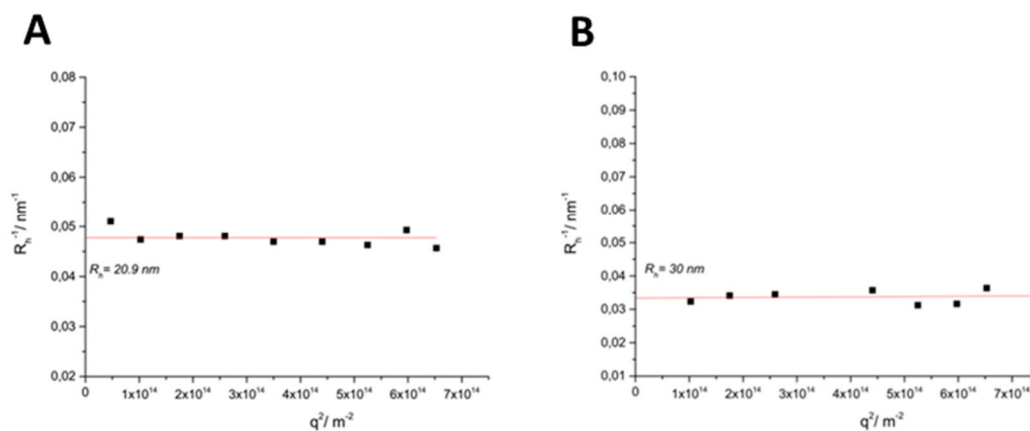 A
0,08
0,07
0,06
0,05
0,04
0,03
0,02
R_h^-1/ nm^-1
R_h= 20.9 nm
0 1x10^14 2x10^14 3x10^14 4x10^14 5x10^14 6x10^14 7x10^14
q^2/ m^-2
B
0,10
0,09
0,08
0,07
0,06
0,05
0,04
0,03
0,02
0,01
R_h^-1/ nm^-1
R_h= 30 nm
0 1x10^14 2x10^14 3x10^14 4x10^14 5x10^14 6x10^14 7x10^14
q^2/ m^-2